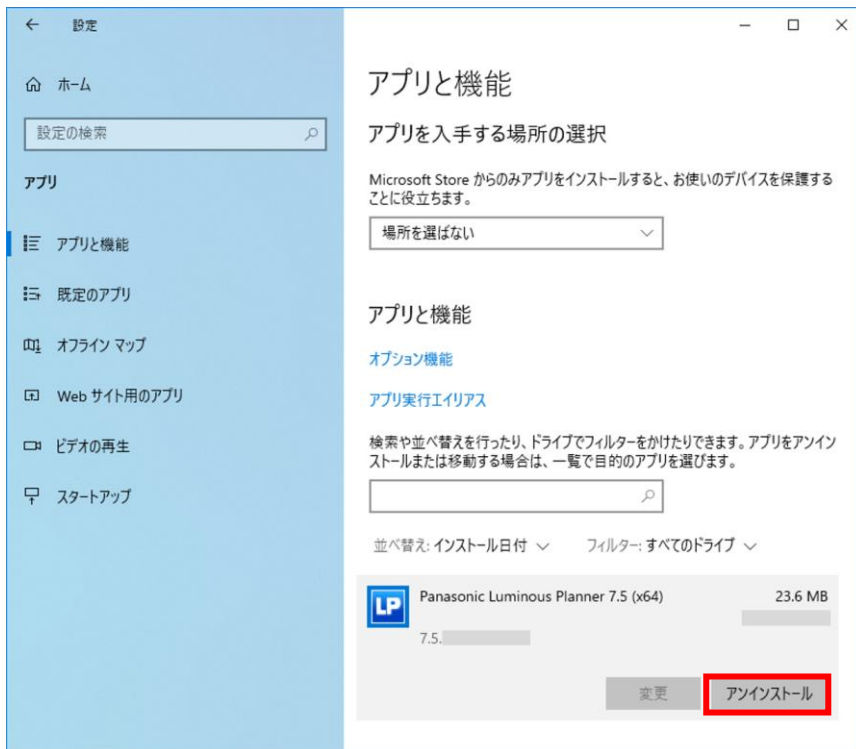 設定
ホーム
設定の検索
アプリ
アプリと機能
既定のアプリ
オフライン マップ
Web サイト用のアプリ
ビデオの再生
スタートアップ
アプリと機能
アプリを入手する場所の選択
Microsoft Store からのみアプリをインストールすると、お使いのデバイスを保護する
ことに役立ちます。
場所を選ばない
アプリと機能
オプション機能
アプリ実行エイリアス
検索や並べ替えを行ったり、ドライブでフィルターをかけたりできます。アプリをアンイン
ストールまたは移動する場合は、一覧で目的のアプリを選びます。
並べ替え: インストール日付 フィルター: すべてのドライブ
LP Panasonic Luminous Planner 7.5 (x64) 23.6 MB
7.5.
変更 アンインストール